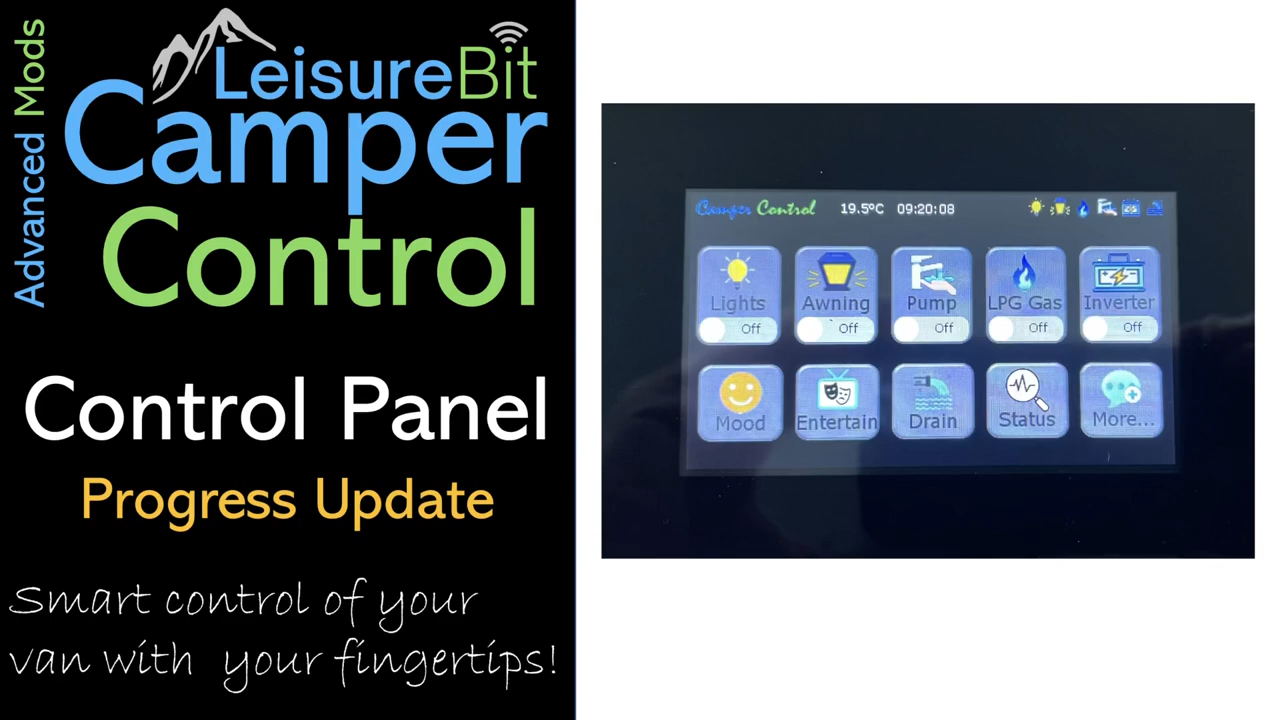 Advanced Mods
LeisureBit
Camper
Control
Control Panel
Progress Update
Smart control of your
van with your fingertips!
Camper Control 19.5°C 09:20:08
Lights Awning Pump LPG Gas Inverter
Off Off Off Off Off
Mood Entertain Drain Status More...